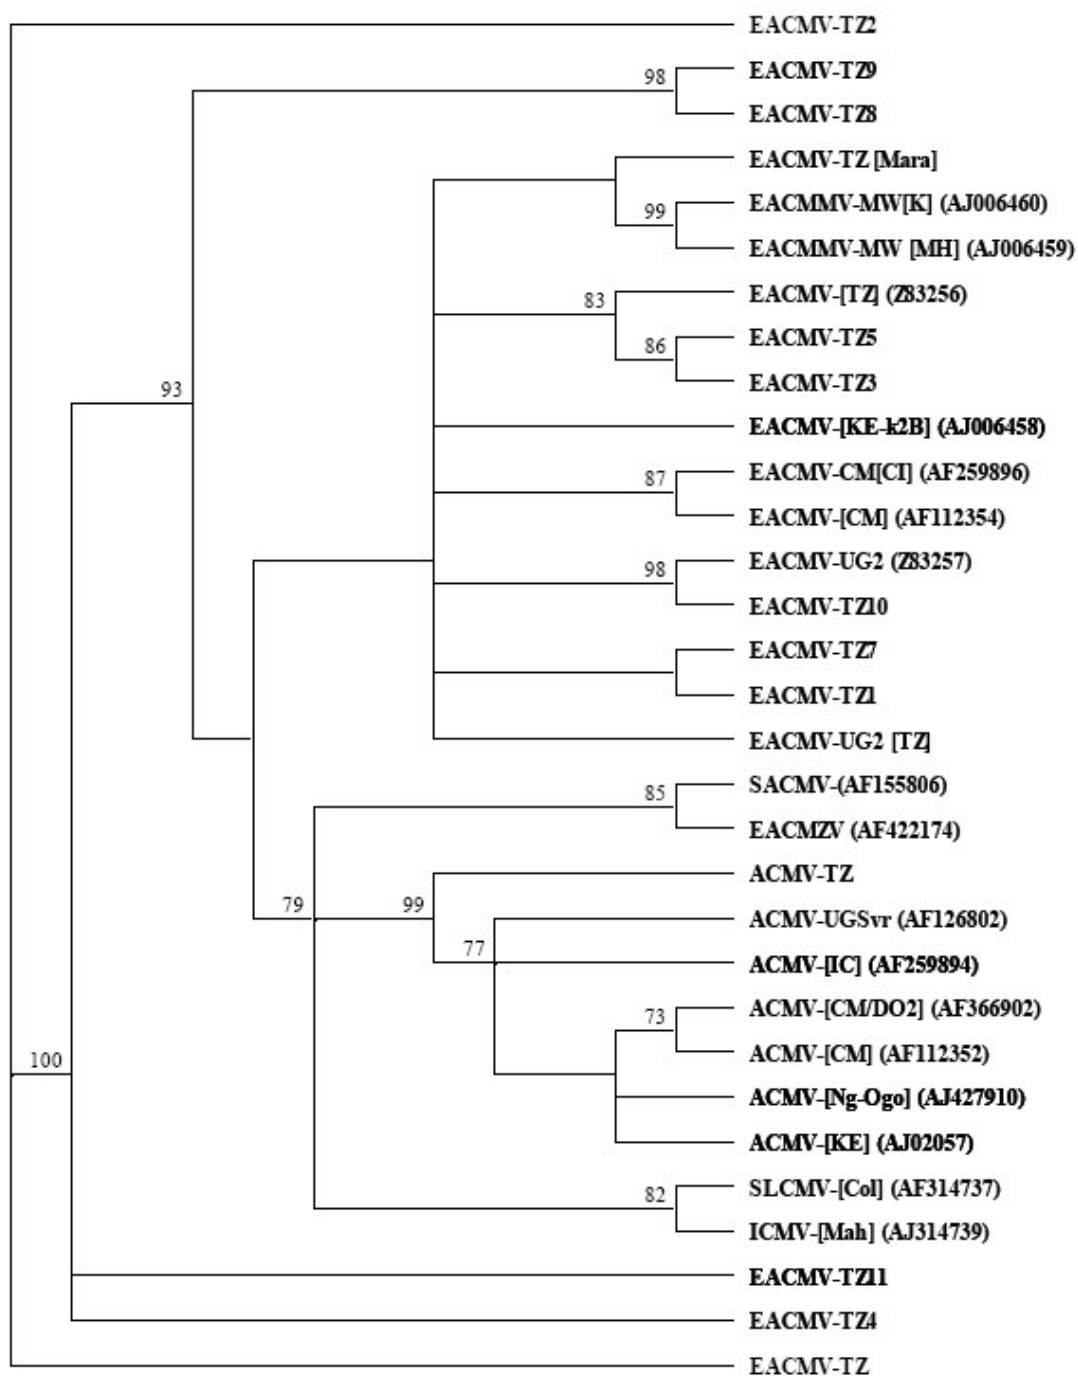 EACMV-TZ2
98
EACMV-TZ9
EACMV-TZ8
EACMV-TZ [Mara]
99
EACMMV-MW[K] (AJ006460)
EACMMV-MW [MH] (AJ006459)
83
EACMV-[TZ] (Z83256)
86
EACMV-TZ5
EACMV-TZ3
93
EACMV-[KE-k2B] (AJ006458)
87
EACMV-CM[CI] (AF259896)
EACMV-[CM] (AF112354)
98
EACMV-UG2 (Z83257)
EACMV-TZ10
EACMV-TZ7
EACMV-TZ1
EACMV-UG2 [TZ]
85
SACMV-(AF155806)
EACMZV (AF422174)
ACMV-TZ
79
99
ACMV-UGSvr (AF126802)
77
ACMV-[IC] (AF259894)
73
ACMV-[CM/DO2] (AF366902)
ACMV-[CM] (AF112352)
100
ACMV-[Ng-Ogo] (AJ427910)
ACMV-[KE] (AJ02057)
82
SLCMV-[Col] (AF314737)
ICMV-[Mah] (AJ314739)
EACMV-TZ11
EACMV-TZ4
EACMV-TZ